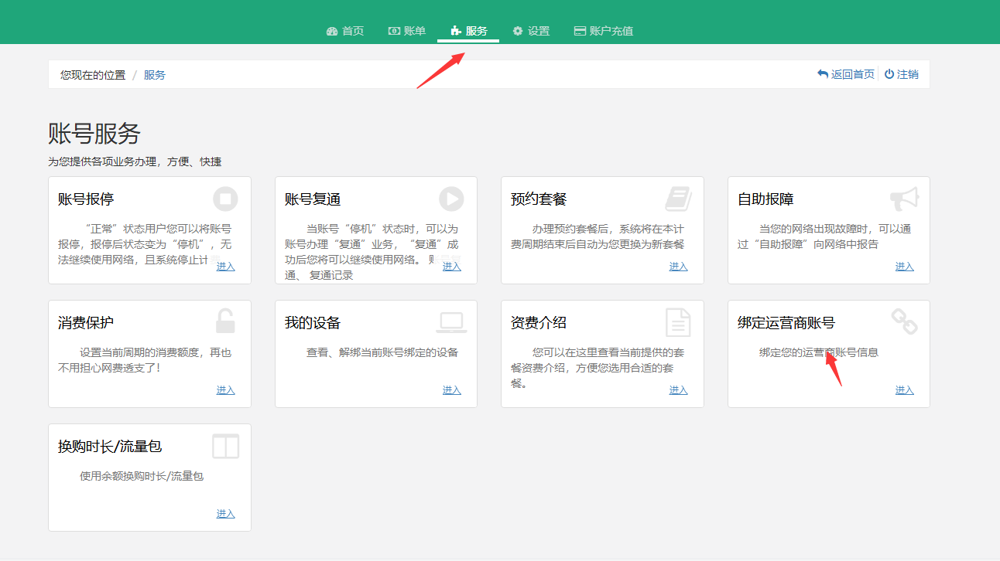 首页 账单 服务 设置 账户充值
您现在的位置 / 服务
返回首页 注销
账号服务
为您提供各项业务办理，方便、快捷
账号报停
“正常”状态用户您可以将账号
报停，报停后状态变为“停机”，无
法继续使用网络，且系统停止计
进入
账号复通
当账号“停机”状态时，可以为
账号办理“复通”业务，“复通”成
功后您将可以继续使用网络。 账号复
通、 复通记录
进入
预约套餐
办理预约套餐后，系统将在本计
费周期结束后自动为您更换为新套餐
进入
自助报障
当您的网络出现故障时，可以通
过“自助报障”向网络中报告
进入
消费保护
设置当前周期的消费额度，再也
不用担心网费透支了！
进入
我的设备
查看、解绑当前账号绑定的设备
进入
资费介绍
您可以在这里查看当前提供的套
餐资费介绍，方便您选用合适的套
餐。
进入
绑定运营商账号
绑定您的运营商账号信息
进入
换购时长/流量包
使用余额换购时长/流量包
进入